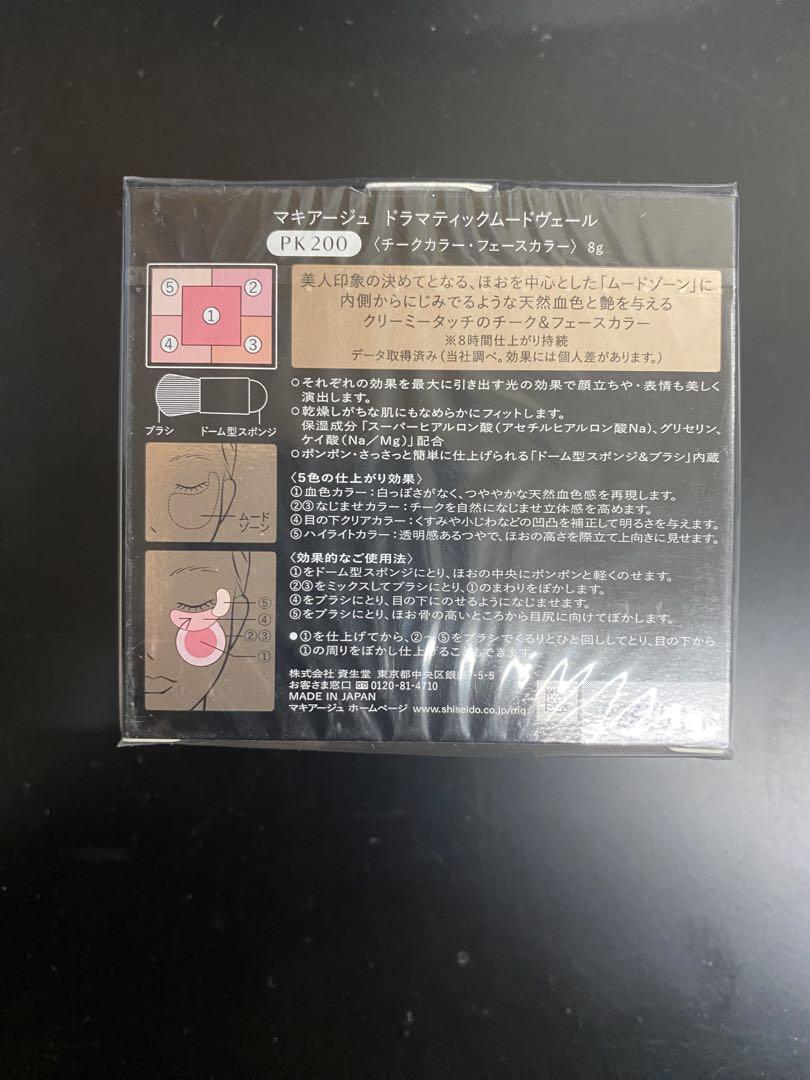 マキアージュ ドラマティックムードヴェール
PK200 〈チークカラー・フェースカラー〉 8g
⑤ ② ① ④ ③
美人印象の決めてとなる、ほおを中心とした「ムードゾーン」に
内側からにじみでるような天然血色と艶を与える
クリーミータッチのチーク&フェースカラー
※8時間仕上がり持続
データ取得済み(当社調べ。効果には個人差があります。)
ブラシ ドーム型スポンジ
○それぞれの効果を最大に引き出す光の効果で顔立ちや・表情も美しく
演出します。
○乾燥しがちな肌にもなめらかにフィットします。
保湿成分「スーパーヒアルロン酸(アセチルヒアルロン酸Na)、グリセリン、
ケイ酸(Na/Mg)」配合
○ポンポン・さっさっと簡単に仕上げられる「ドーム型スポンジ&ブラシ」内蔵
ムード
ゾーン
〈5色の仕上がり効果〉
①血色カラー:白っぽさがなく、つややかな天然血色感を再現します。
②③なじませカラー:チークを自然になじませ立体感を高めます。
④目の下クリアカラー:くすみや小じわなどの凹凸を補正して明るさを与えます。
⑤ハイライトカラー:透明感あるつやで、ほおの高さを際立て上向きに見せます。
⑤
④
②③
①
〈効果的なご使用法〉
①をドーム型スポンジにとり、ほおの中央にポンポンと軽くのせます。
②③をミックスしてブラシにとり、①のまわりをぼかします。
④をブラシにとり、目の下にのせるようになじませます。
⑤をブラシにとり、ほお骨の高いところから目尻に向けてぼかします。
●①を仕上げてから、②～⑤をブラシでくるりとひと回ししてとり、目の下から
①の周りをぼかし仕上げることもできます。
株式会社 資生堂 東京都中央区銀座 -5-5
お客さま窓口 0120-81-4710
MADE IN JAPAN
マキアージュ ホームページ www.shiseido.co.jp/mq